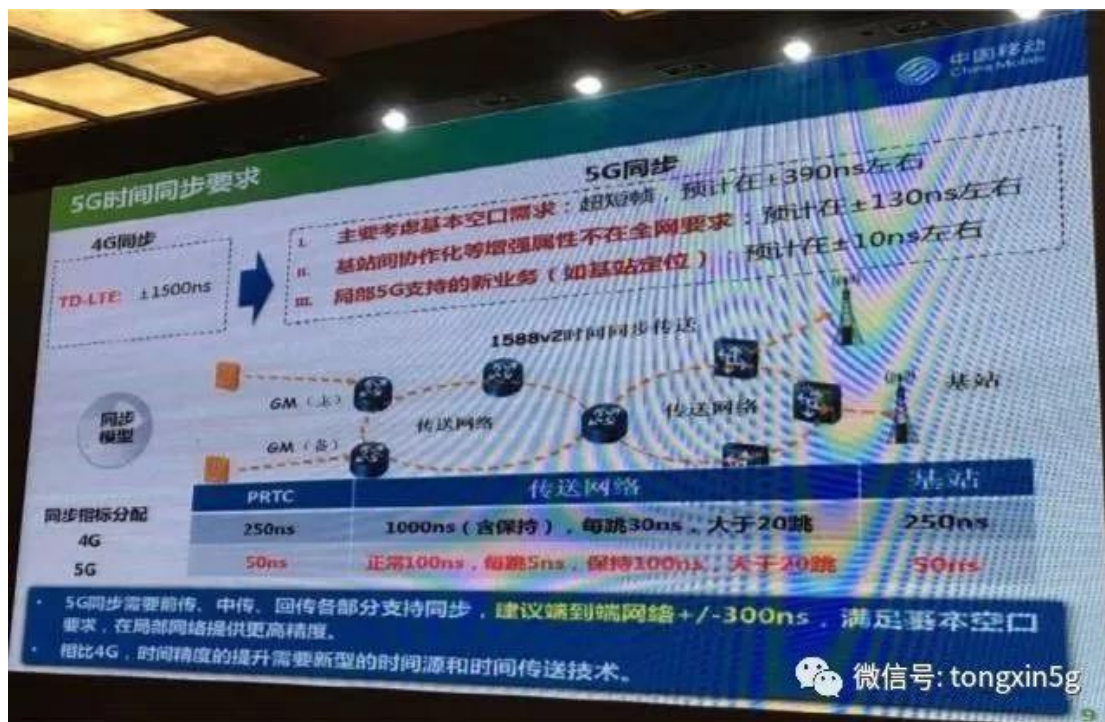 中国移动
China Mobile
5G时间同步要求
4G同步
TD-LTE: ±1500ns
5G同步
I. 主要考虑基本空口需求：超短帧，预计在±390ns左右
II. 基站间协作化等增强属性不在全网要求：预计在±130ns左右
III. 局部5G支持的新业务（如基站定位）：预计在±10ns左右
1588v2时间同步传送
同步
模型
GM（主）
GM（备）
传送网络
传送网络
基站
同步指标分配
PRTC 传送网络 基站
4G 250ns 1000ns（含保持），每跳30ns，大于20跳 250ns
5G 50ns 正常100ns，每跳5ns，保持100ns，大于20跳 50ns
• 5G同步需要前传、中传、回传各部分支持同步，建议端到端网络+/-300ns，满足基本空口
要求，在局部网络提供更高精度。
• 相比4G，时间精度的提升需要新型的时间源和时间传送技术。
微信号: tongxin5g
9